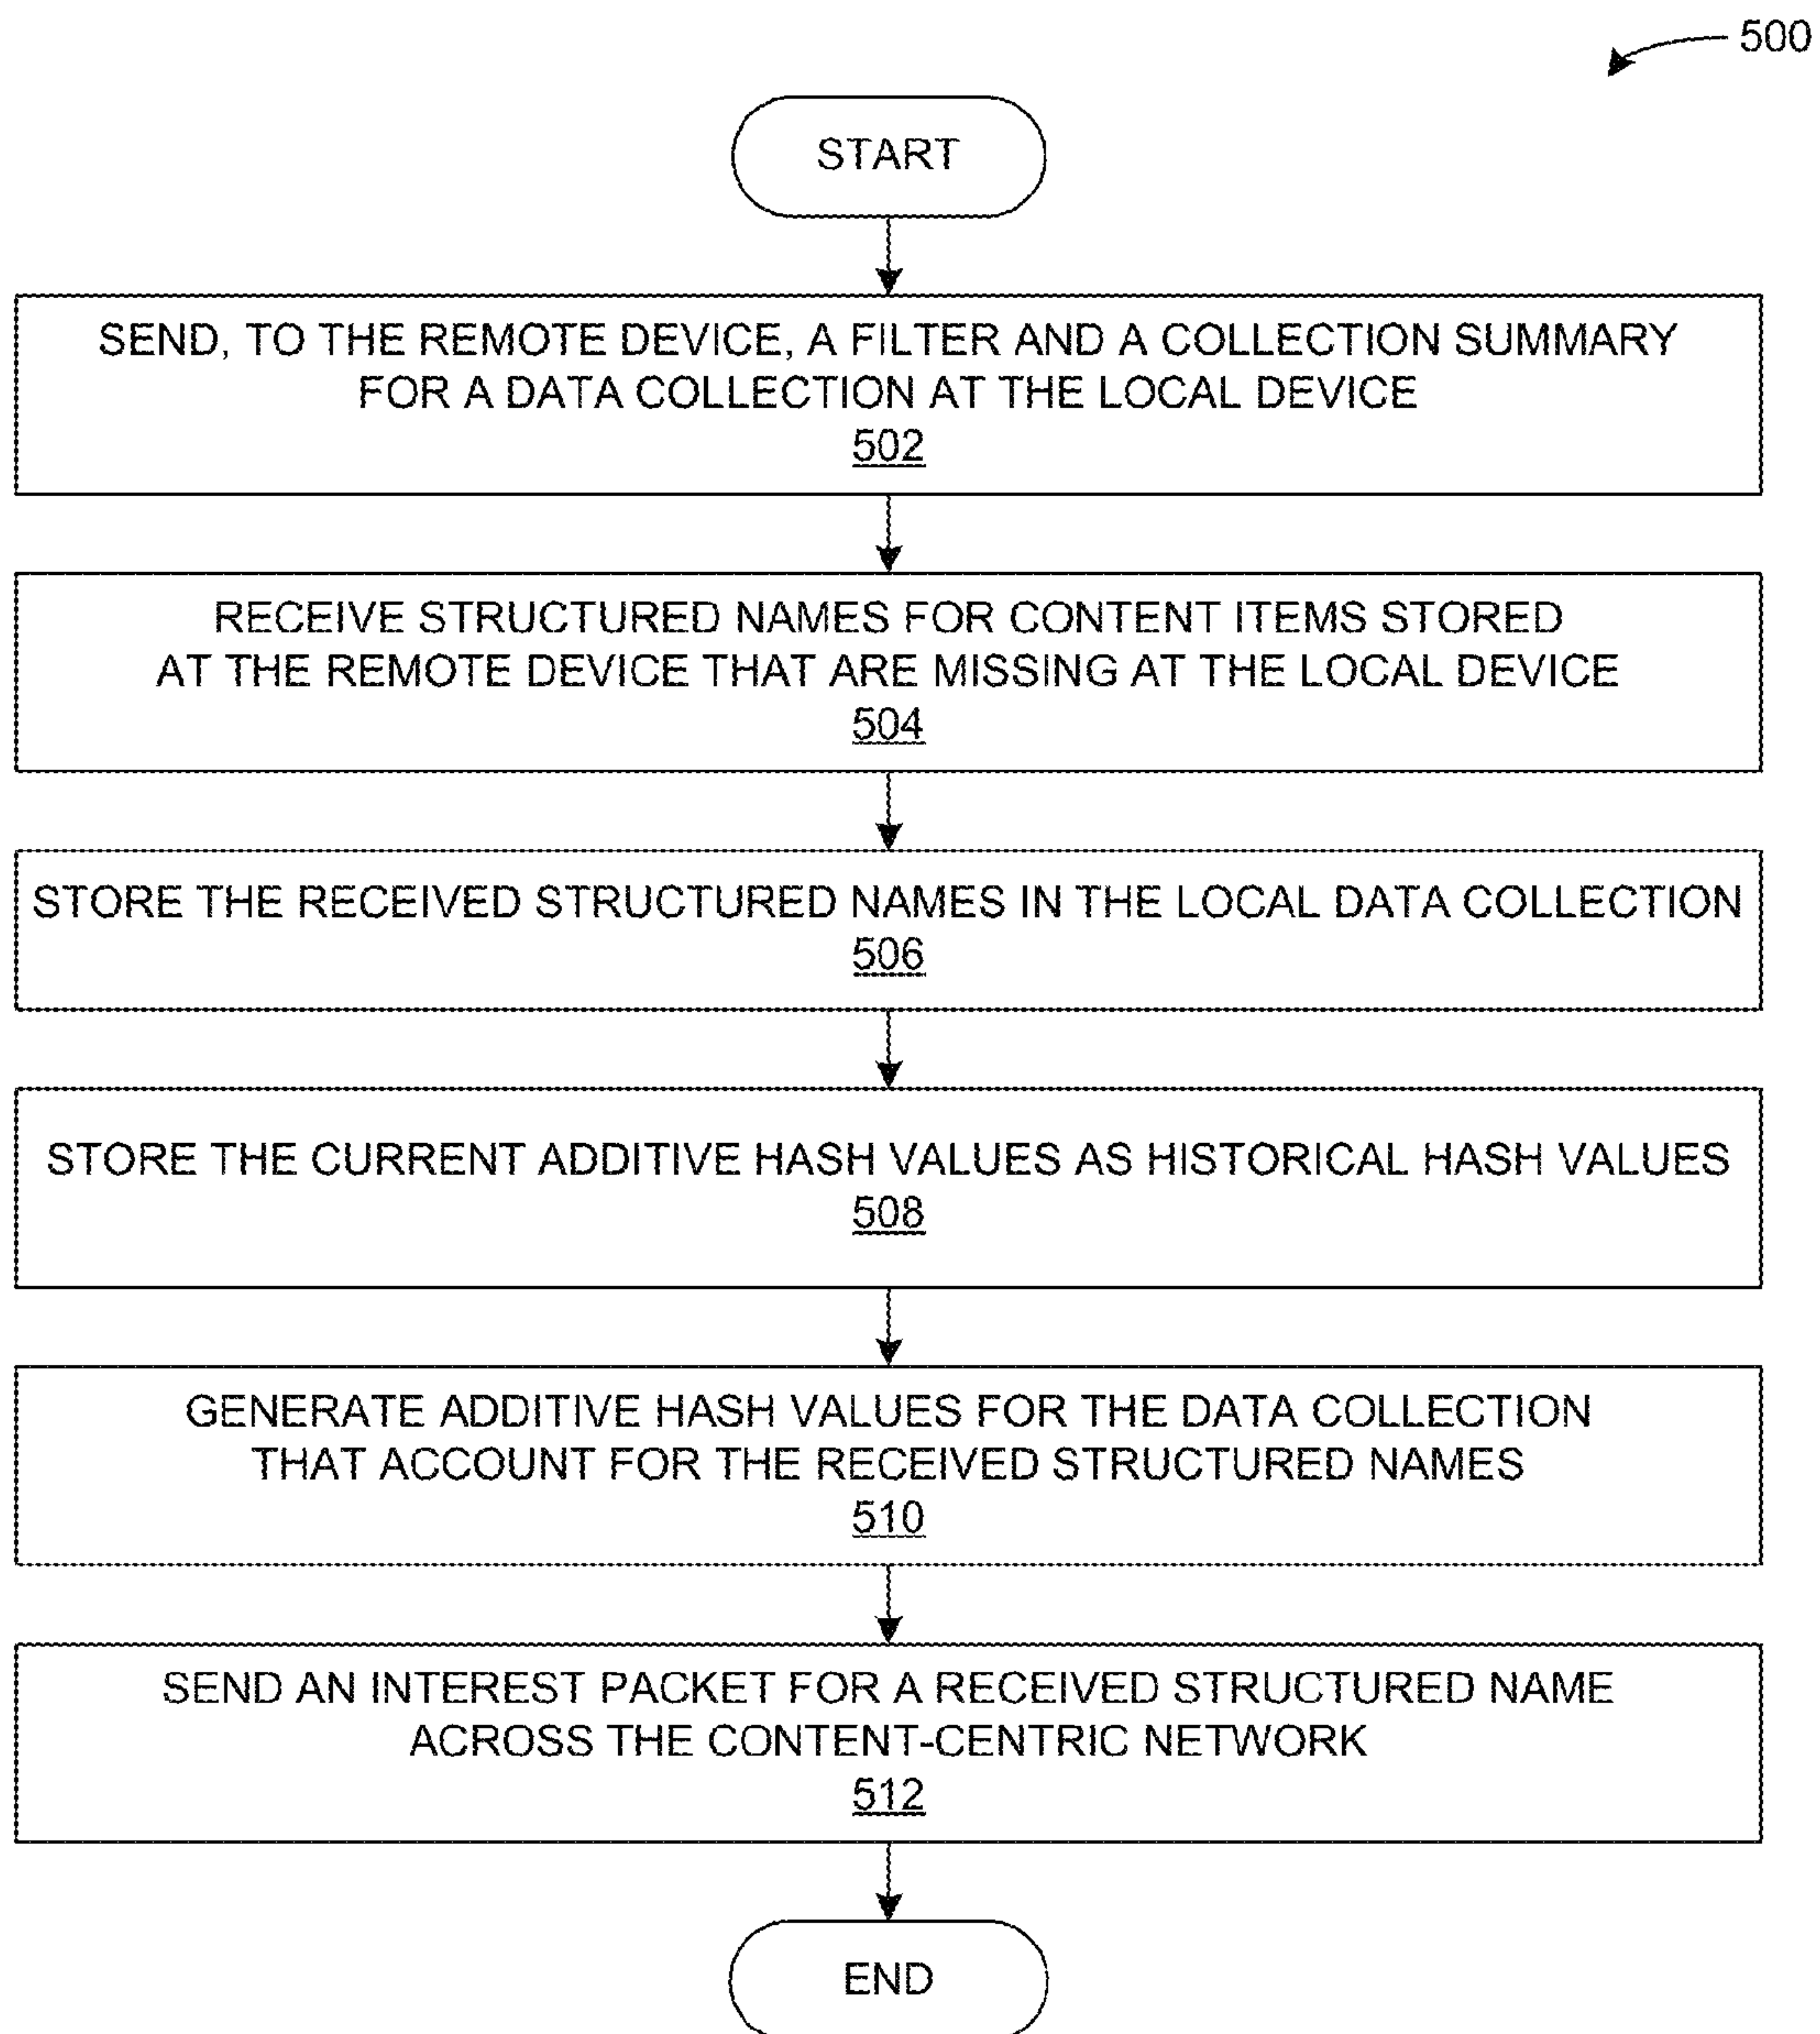 500
START
SEND, TO THE REMOTE DEVICE, A FILTER AND A COLLECTION SUMMARY
FOR A DATA COLLECTION AT THE LOCAL DEVICE
502
RECEIVE STRUCTURED NAMES FOR CONTENT ITEMS STORED
AT THE REMOTE DEVICE THAT ARE MISSING AT THE LOCAL DEVICE
504
STORE THE RECEIVED STRUCTURED NAMES IN THE LOCAL DATA COLLECTION
506
STORE THE CURRENT ADDITIVE HASH VALUES AS HISTORICAL HASH VALUES
508
GENERATE ADDITIVE HASH VALUES FOR THE DATA COLLECTION
THAT ACCOUNT FOR THE RECEIVED STRUCTURED NAMES
510
SEND AN INTEREST PACKET FOR A RECEIVED STRUCTURED NAME
ACROSS THE CONTENT-CENTRIC NETWORK
512
END